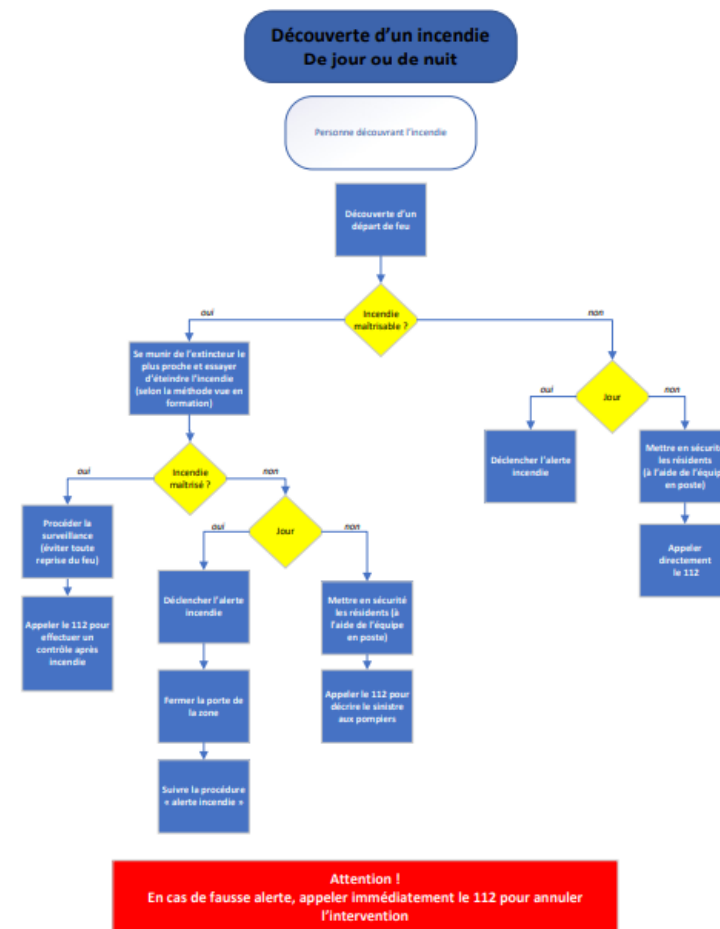 Découverte d'un incendie
De jour ou de nuit
Personne découvrant l'incendie
Découverte d'un
départ de feu
Incendie
maîtrisable ?
oui
non
Se munir de l'extincteur le
plus proche et essayer
d'éteindre l'incendie
(selon la méthode vue en
formation)
Jour
oui
non
Déclencher l'alerte
incendie
Mettre en sécurité
les résidents
(à l'aide de l'équipe
en poste)
Appeler
directement
le 112
Incendie
maîtrisé ?
oui
non
Procéder la
surveillance
(éviter toute
reprise du feu)
Appeler le 112 pour
effectuer un
contrôle après
incendie
Jour
oui
non
Déclencher l'alerte
incendie
Fermer la porte de
la zone
Suivre la procédure
« alerte incendie »
Mettre en sécurité
les résidents (à
l'aide de l'équipe
en poste)
Appeler le 112 pour
décrire le sinistre
aux pompiers
Attention !
En cas de fausse alerte, appeler immédiatement le 112 pour annuler
l'intervention